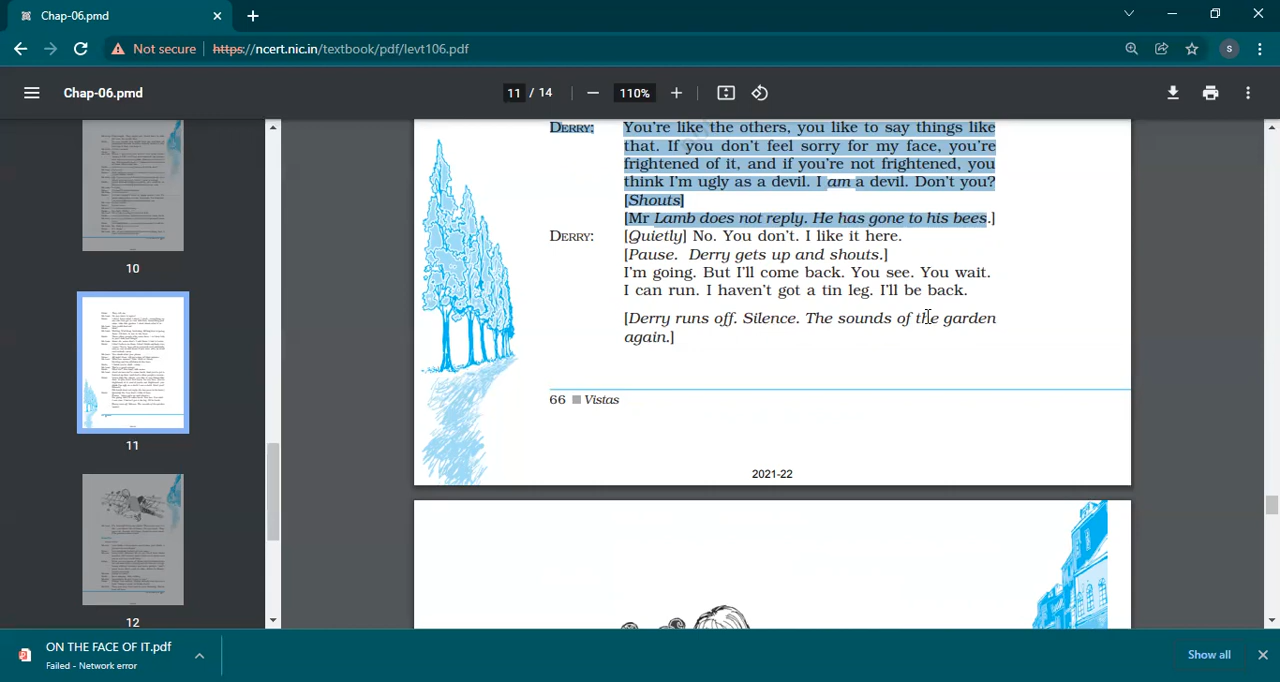 Chap-06.pmd
Not secure
https://ncert.nic.in/textbook/pdf/levt106.pdf
S
Chap-06.pmd
11 / 14
110%
10
11
12
DERRY: You're like the others, you like to say things like
that. If you don't feel sorry for my face, you're
frightened of it, and if you're not frightened, you
think I'm ugly as a devil. I am a devil. Don't you?
[Shouts]
[Mr Lamb does not reply. He has gone to his bees.]
DERRY: [Quietly] No. You don't. I like it here.
[Pause. Derry gets up and shouts.]
I'm going. But I'll come back. You see. You wait.
I can run. I haven't got a tin leg. I'll be back.
[Derry runs off. Silence. The sounds of the garden
again.]
66 Vistas
2021-22
ON THE FACE OF IT.pdf
Failed - Network error
Show all